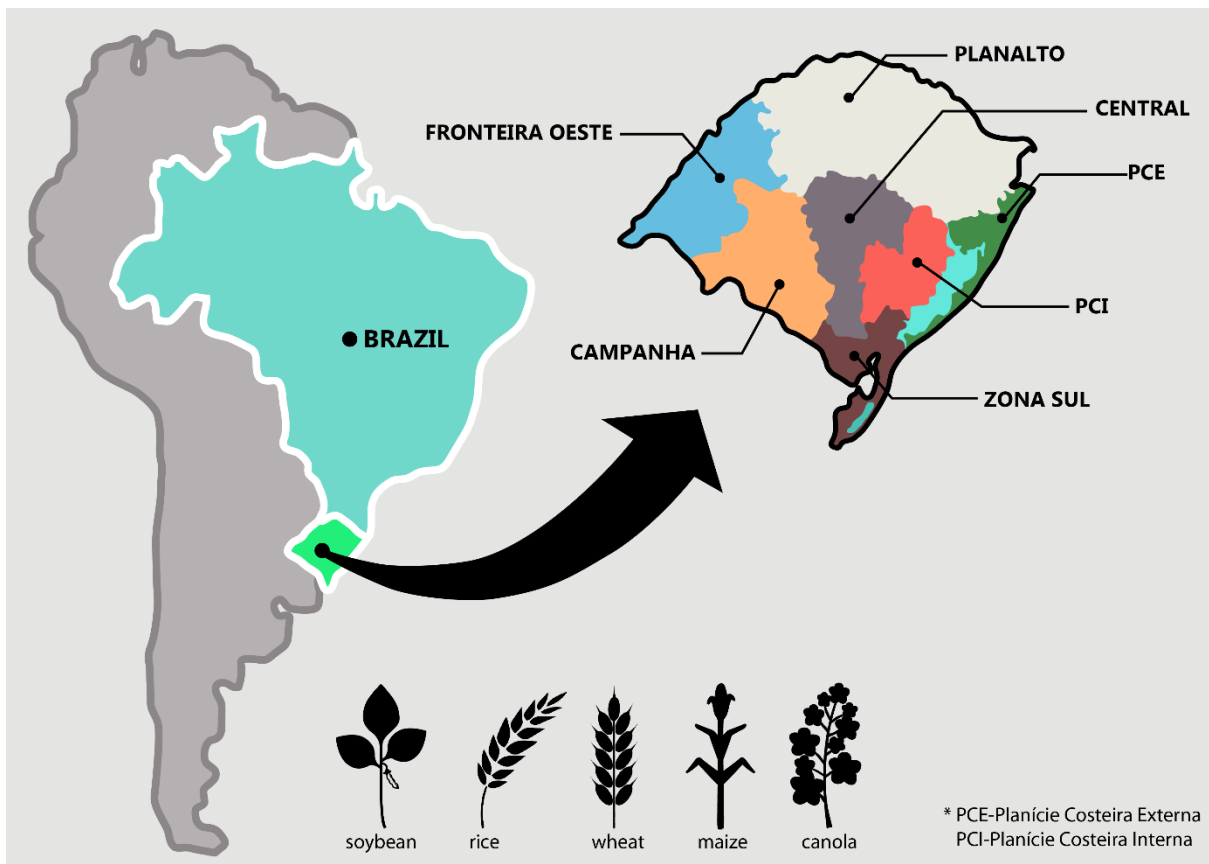 PLANALTO
CENTRAL
FRONTEIRA OESTE
PCE
PCI
BRAZIL
CAMPANHA
ZONA SUL
soybean
rice
wheat
maize
canola
* PCE-Planície Costeira Externa
PCI-Planície Costeira Interna